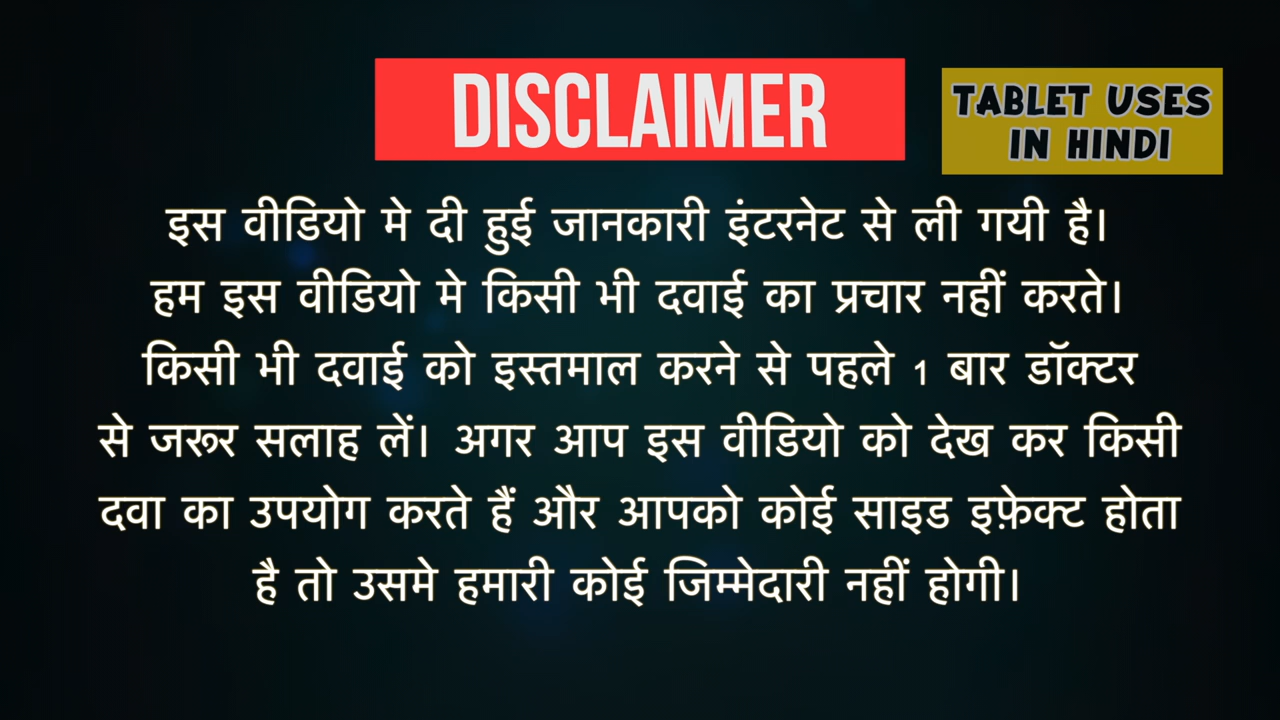 DISCLAIMER
TABLET USES
IN HINDI
इस वीडियो मे दी हुई जानकारी इंटरनेट से ली गयी है।
हम इस वीडियो मे किसी भी दवाई का प्रचार नहीं करते।
किसी भी दवाई को इस्तमाल करने से पहले 1 बार डॉक्टर
से जरूर सलाह लें। अगर आप इस वीडियो को देख कर किसी
दवा का उपयोग करते हैं और आपको कोई साइड इफ़ेक्ट होता
है तो उसमे हमारी कोई जिम्मेदारी नहीं होगी।